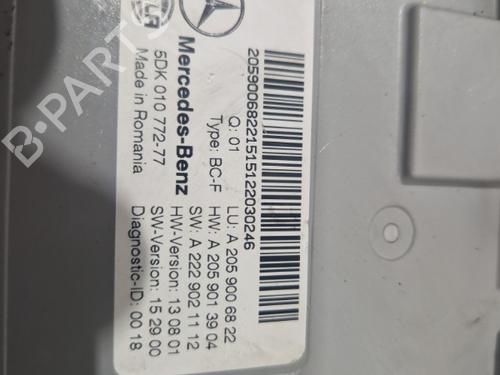 Mercedes-Benz
5DK 010 772-77
Made in Romania
20590068221515122030246
Q: 01
Type: BC-F
LU: A 205 900 68 22
HW: A 205 901 39 04
SW: A 222 902 11 12
HW-Version: 13 08 01
SW-Version: 15 29 00
Diagnostic-ID: 00 18
B-PARTS